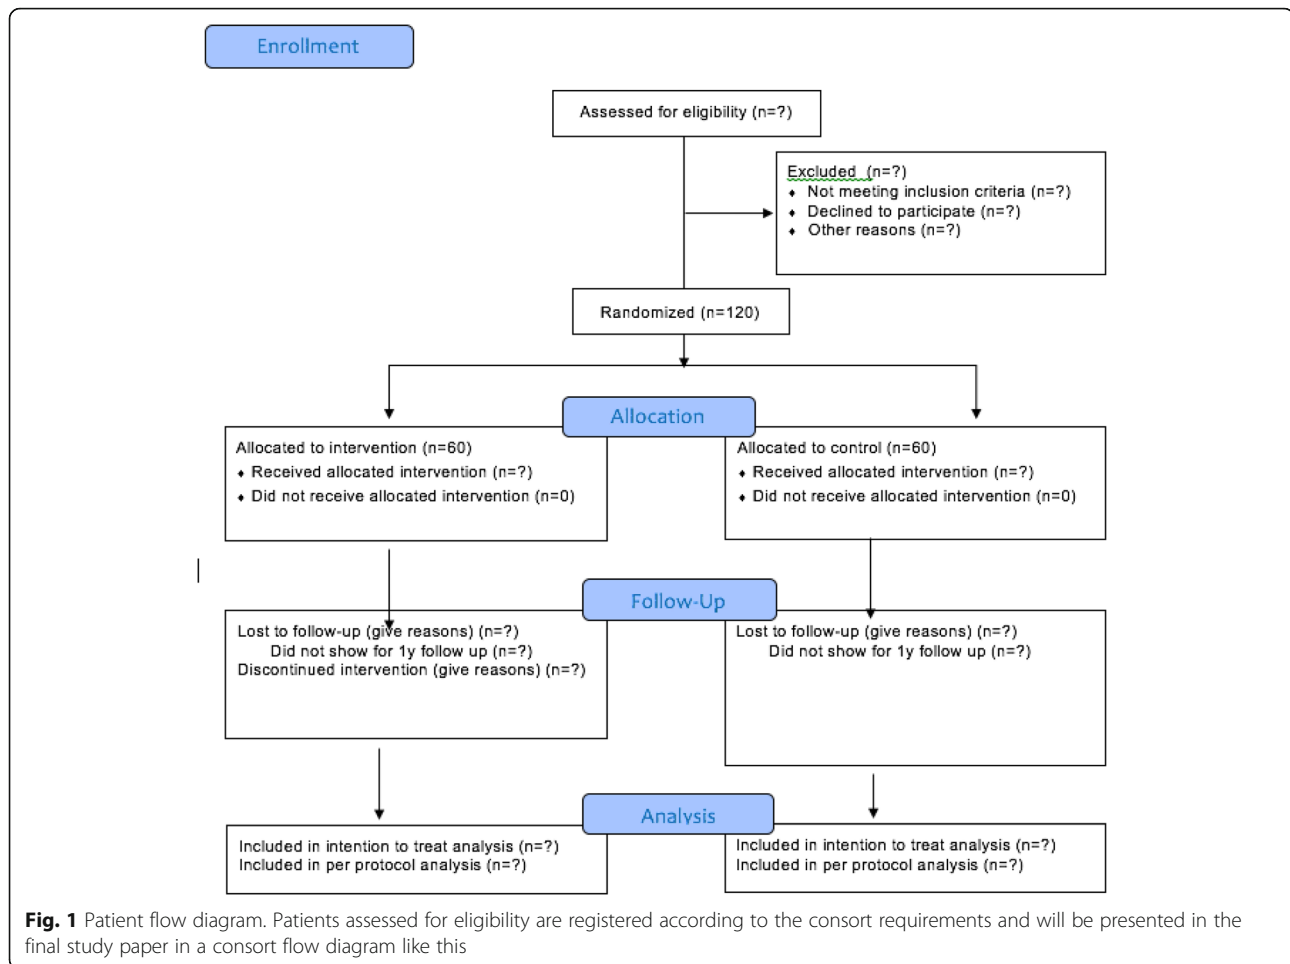 Enrollment
Assessed for eligibility (n=?)
Excluded (n=?)
♦ Not meeting inclusion criteria (n=?)
♦ Declined to participate (n=?)
♦ Other reasons (n=?)
Randomized (n=120)
Allocation
Allocated to intervention (n=60)
♦ Received allocated intervention (n=?)
♦ Did not receive allocated intervention (n=0)
Allocated to control (n=60)
♦ Received allocated intervention (n=?)
♦ Did not receive allocated intervention (n=0)
Follow-Up
Lost to follow-up (give reasons) (n=?)
Did not show for 1y follow up (n=?)
Discontinued intervention (give reasons) (n=?)
Lost to follow-up (give reasons) (n=?)
Did not show for 1y follow up (n=?)
Analysis
Included in intention to treat analysis (n=?)
Included in per protocol analysis (n=?)
Included in intention to treat analysis (n=?)
Included in per protocol analysis (n=?)
Fig. 1 Patient flow diagram. Patients assessed for eligibility are registered according to the consort requirements and will be presented in the
final study paper in a consort flow diagram like this